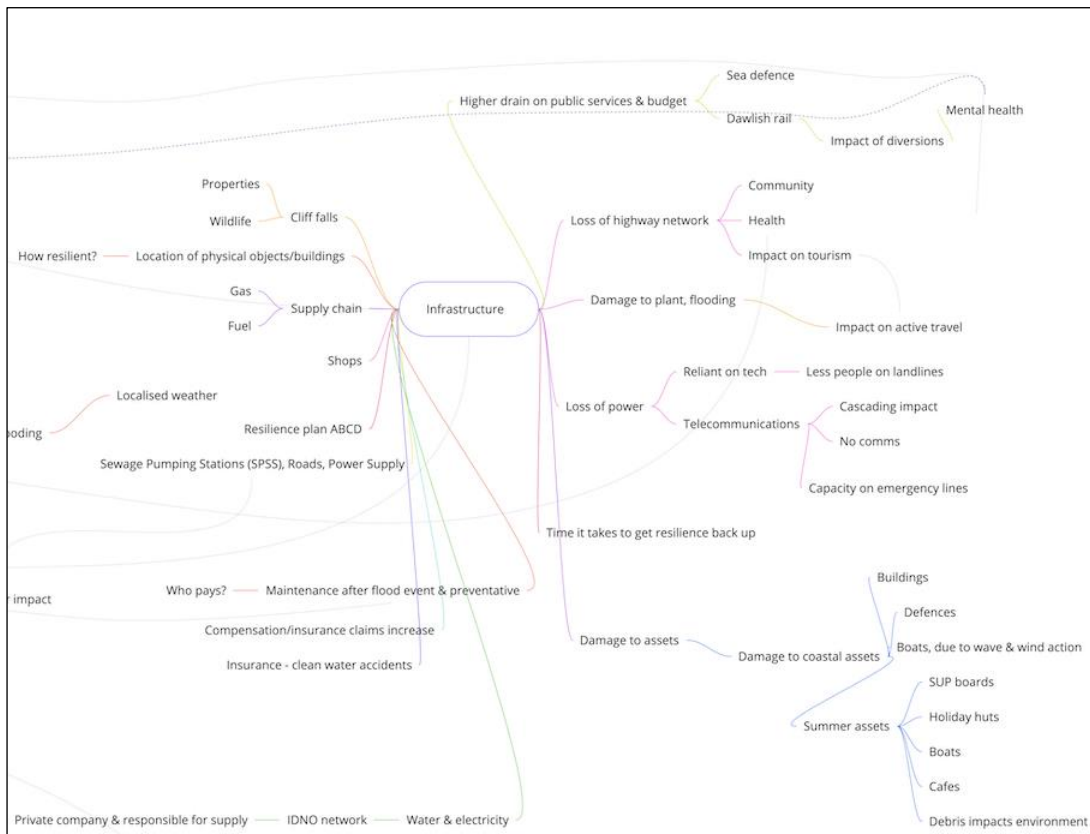 Sea defence
Higher drain on public services & budget
Dawlish rail
Mental health
Impact of diversions
Properties
Wildlife
Cliff falls
How resilient?
Location of physical objects/buildings
Gas
Supply chain
Fuel
Shops
Localised weather
ooding
Resilience plan ABCD
Sewage Pumping Stations (SPSS), Roads, Power Supply
Infrastructure
Community
Loss of highway network
Health
Impact on tourism
Damage to plant, flooding
Impact on active travel
Reliant on tech
Less people on landlines
Loss of power
Telecommunications
Cascading impact
No comms
Capacity on emergency lines
Time it takes to get resilience back up
Who pays?
Maintenance after flood event & preventative
r impact
Compensation/insurance claims increase
Insurance - clean water accidents
Damage to assets
Damage to coastal assets
Buildings
Defences
Boats, due to wave & wind action
Summer assets
SUP boards
Holiday huts
Boats
Cafes
Debris impacts environment
Private company & responsible for supply
IDNO network
Water & electricity